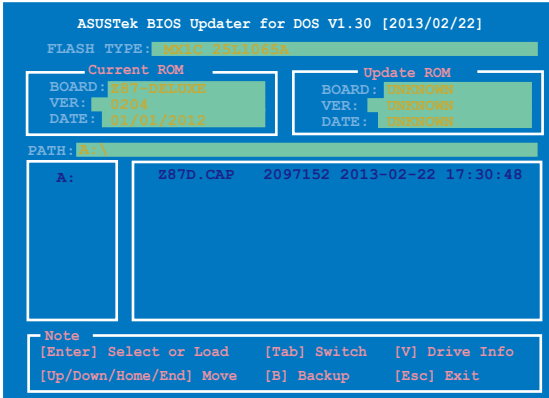 ASUSTek BIOS Updater for DOS V1.30 [2013/02/22]
FLASH TYPE: MXIC 25L1065A
Current ROM
BOARD: Z87-DELUXE
VER: 0204
DATE: 01/01/2012
Update ROM
BOARD: UNKNOWN
VER: UNKNOWN
DATE: UNKNOWN
PATH: A:\
A:
Z87D.CAP 2097152 2013-02-22 17:30:48
Note
[Enter] Select or Load [Tab] Switch [V] Drive Info
[Up/Down/Home/End] Move [B] Backup [Esc] Exit